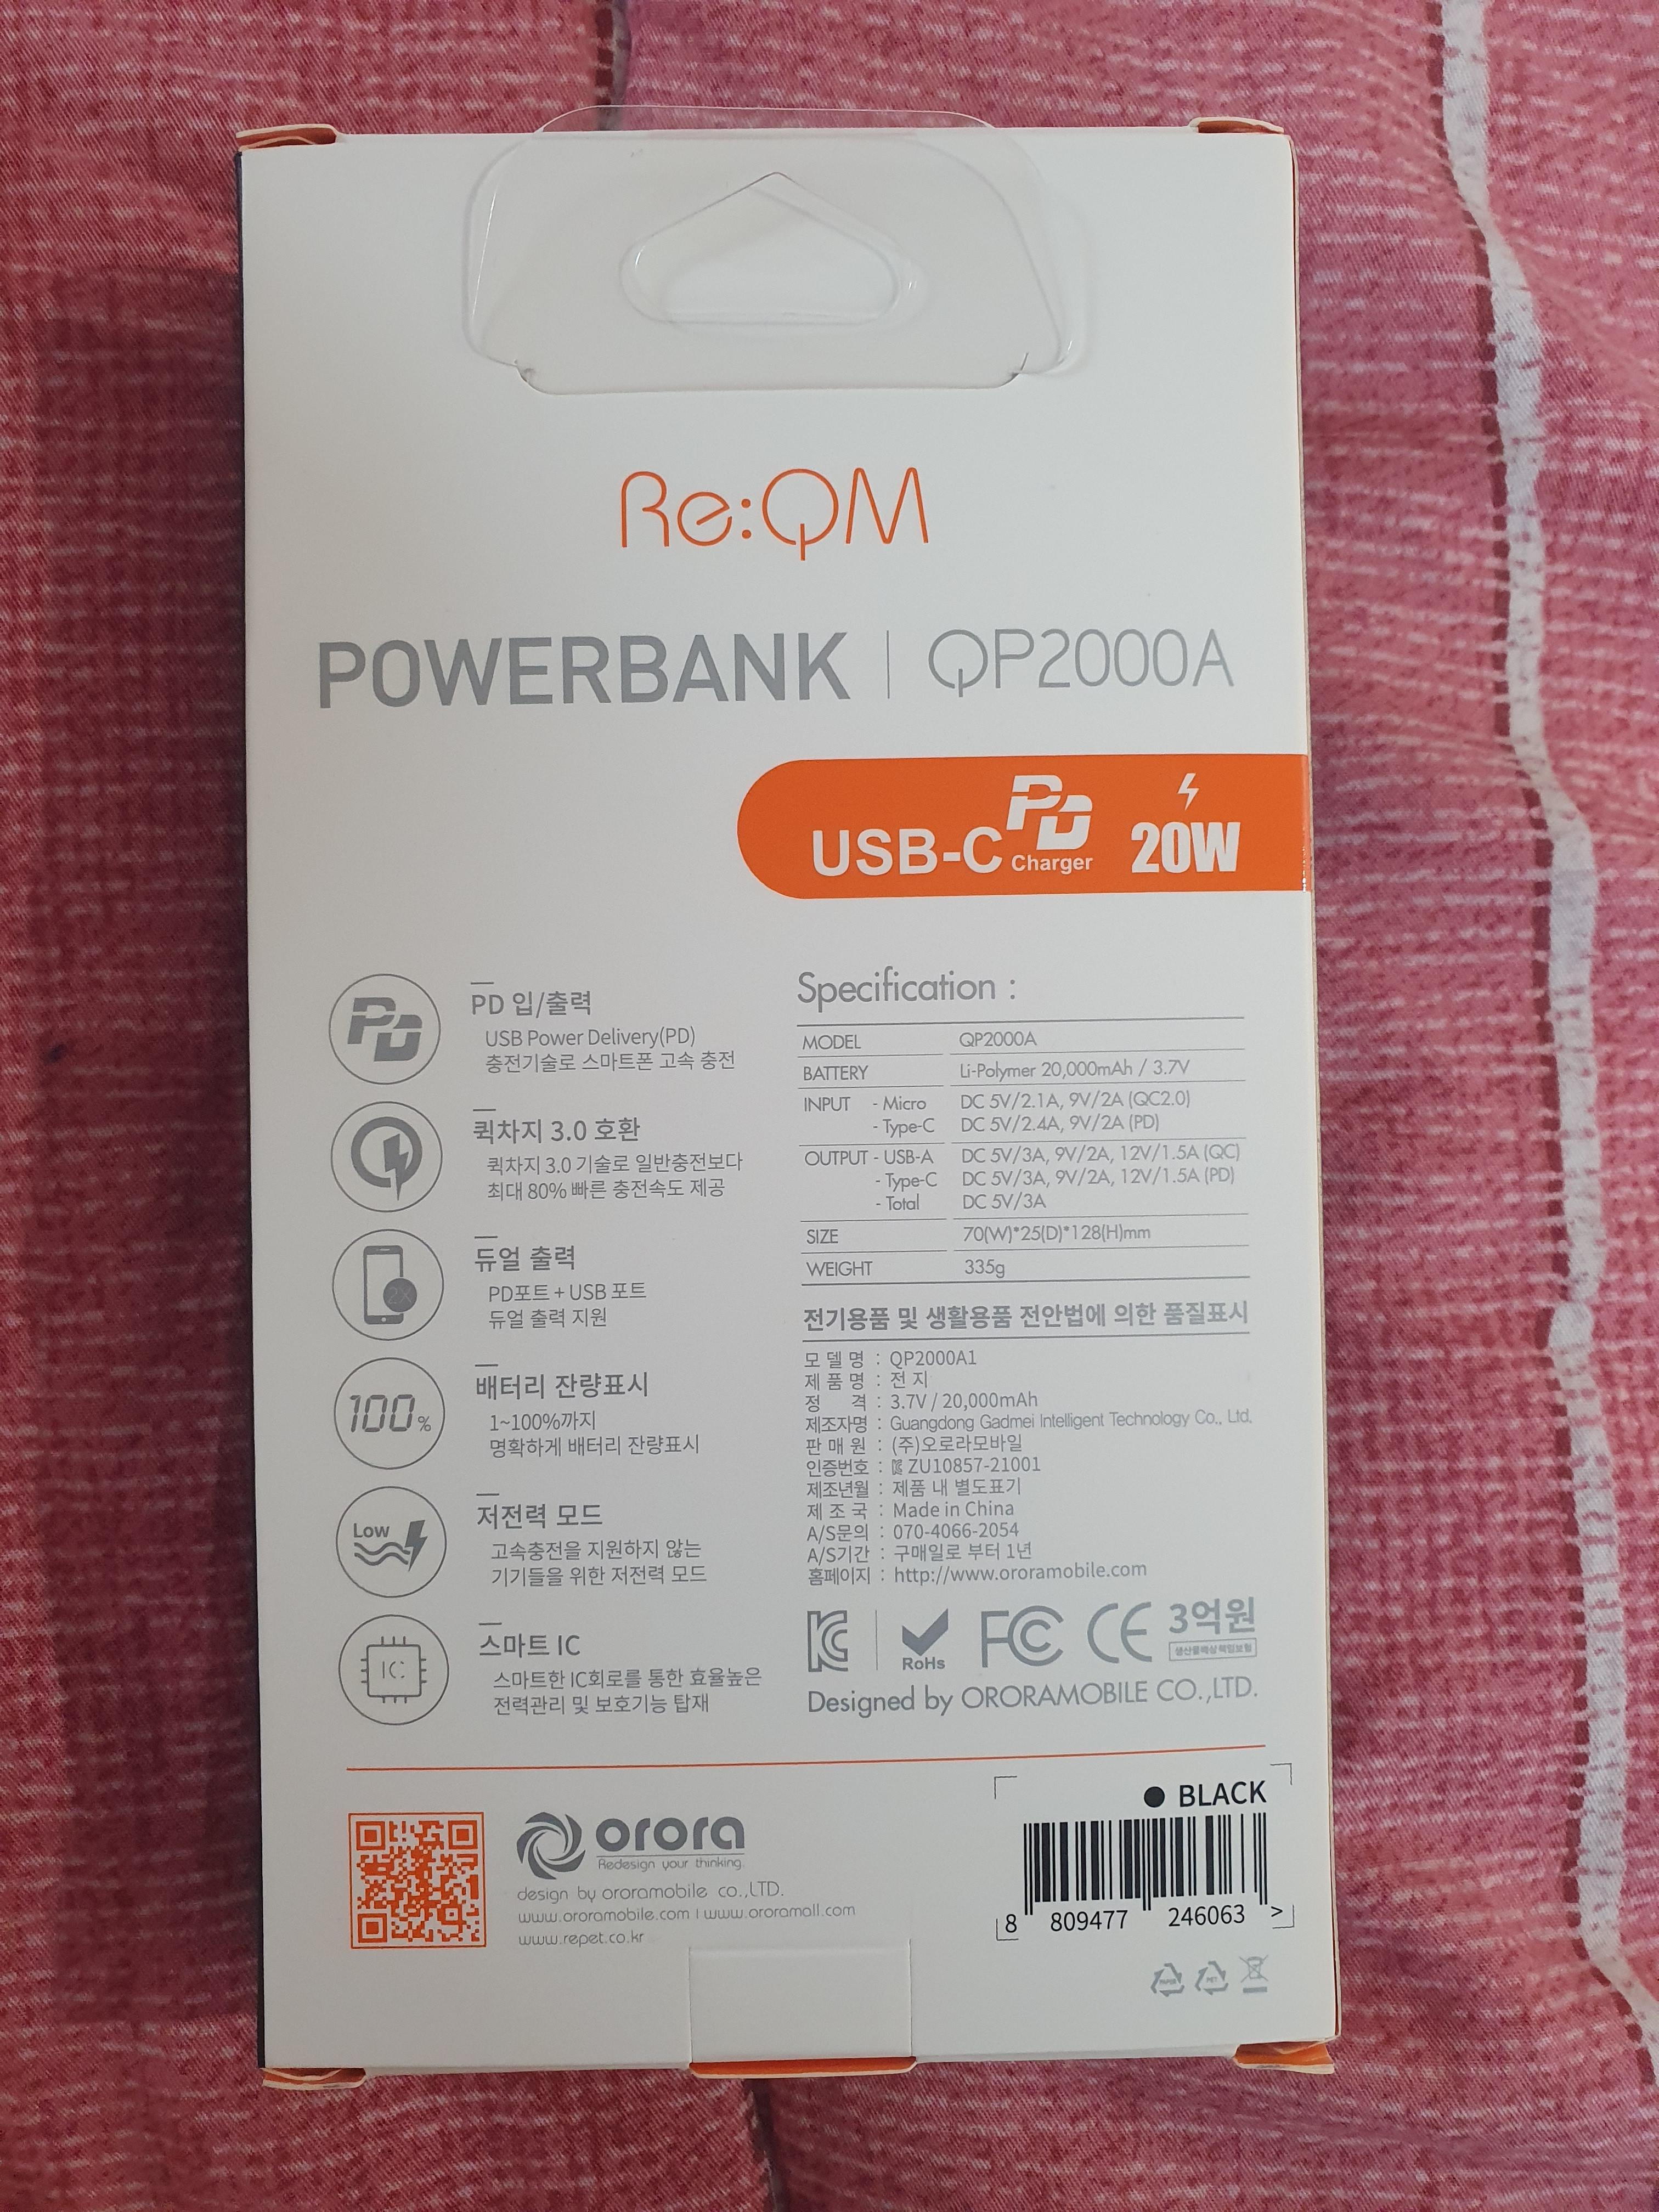 Re:QM
POWERBANK | QP2000A
USB-C PD Charger 20W
PD
PD 입/출력
USB Power Delivery(PD)
충전기술로 스마트폰 고속 충전
퀵차지 3.0 호환
퀵차지 3.0 기술로 일반충전보다
최대 80% 빠른 충전속도 제공
2X
듀얼 출력
PD포트 + USB 포트
듀얼 출력 지원
100%
배터리 잔량표시
1~100%까지
명확하게 배터리 잔량표시
Low
저전력 모드
고속충전을 지원하지 않는
기기들을 위한 저전력 모드
IC
스마트 IC
스마트한 IC회로를 통한 효율높은
전력관리 및 보호기능 탑재
Specification :
MODEL QP2000A
BATTERY Li-Polymer 20,000mAh / 3.7V
INPUT - Micro DC 5V/2.1A, 9V/2A (QC2.0)
- Type-C DC 5V/2.4A, 9V/2A (PD)
OUTPUT - USB-A DC 5V/3A, 9V/2A, 12V/1.5A (QC)
- Type-C DC 5V/3A, 9V/2A, 12V/1.5A (PD)
- Total DC 5V/3A
SIZE 70(W)*25(D)*128(H)mm
WEIGHT 335g
전기용품 및 생활용품 전안법에 의한 품질표시
모 델 명 : QP2000A1
제 품 명 : 전 지
정 격 : 3.7V / 20,000mAh
제조자명 : Guangdong Gadmei Intelligent Technology Co., Ltd.
판 매 원 : (주)오로라모바일
인증번호 : ZU10857-21001
제조년월 : 제품 내 별도표기
제 조 국 : Made in China
A/S문의 : 070-4066-2054
A/S기간 : 구매일로 부터 1년
홈페이지 : http://www.ororamobile.com
RoHs FC CE 3억원
생산물배상책임보험
Designed by ORORAMOBILE CO.,LTD.
orora
Redesign your thinking.
design by ororamobile co.,LTD.
www.ororamobile.com I www.ororamall.com
www.repet.co.kr
● BLACK
8 809477 246063 >